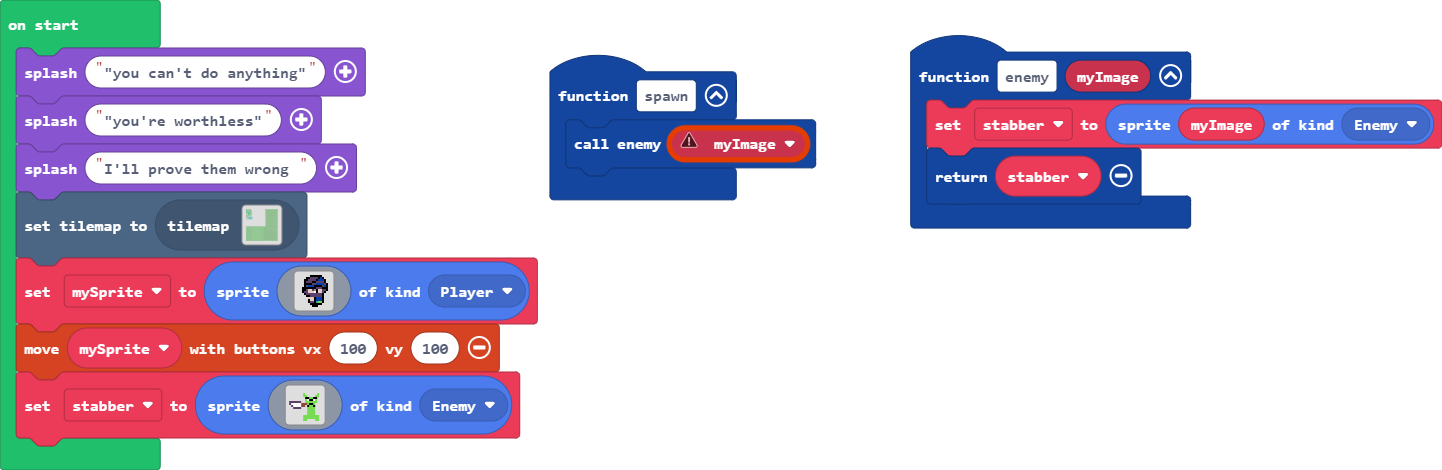 on start
splash ""you can't do anything""
splash ""you're worthless""
splash "I'll prove them wrong "
set tilemap to tilemap
set mySprite to sprite of kind Player
move mySprite with buttons vx 100 vy 100
set stabber to sprite of kind Enemy
function spawn
call enemy myImage
function enemy myImage
set stabber to sprite myImage of kind Enemy
return stabber